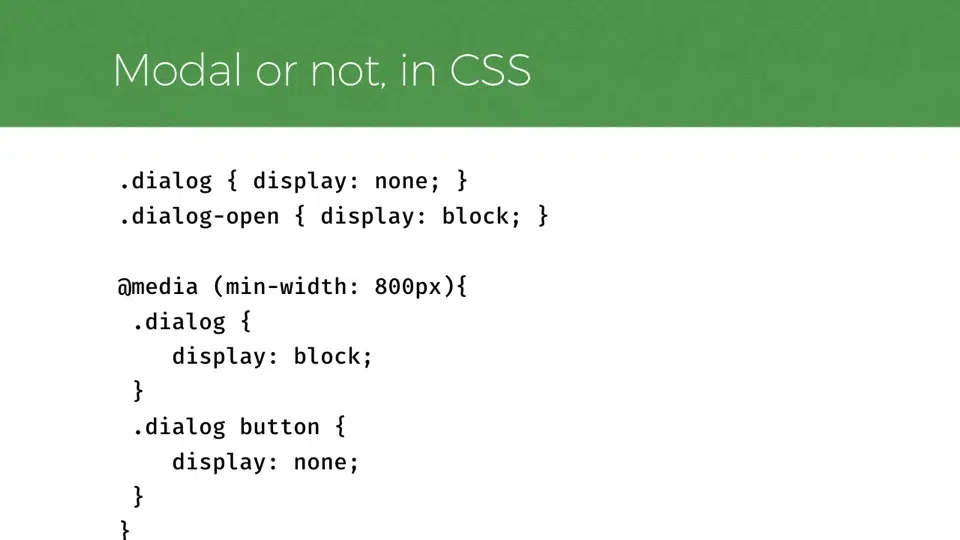 Modal or not, in CSS
.dialog { display: none; }
.dialog-open { display: block; }
@media (min-width: 800px){
.dialog {
display: block;
}
.dialog button {
display: none;
}
}